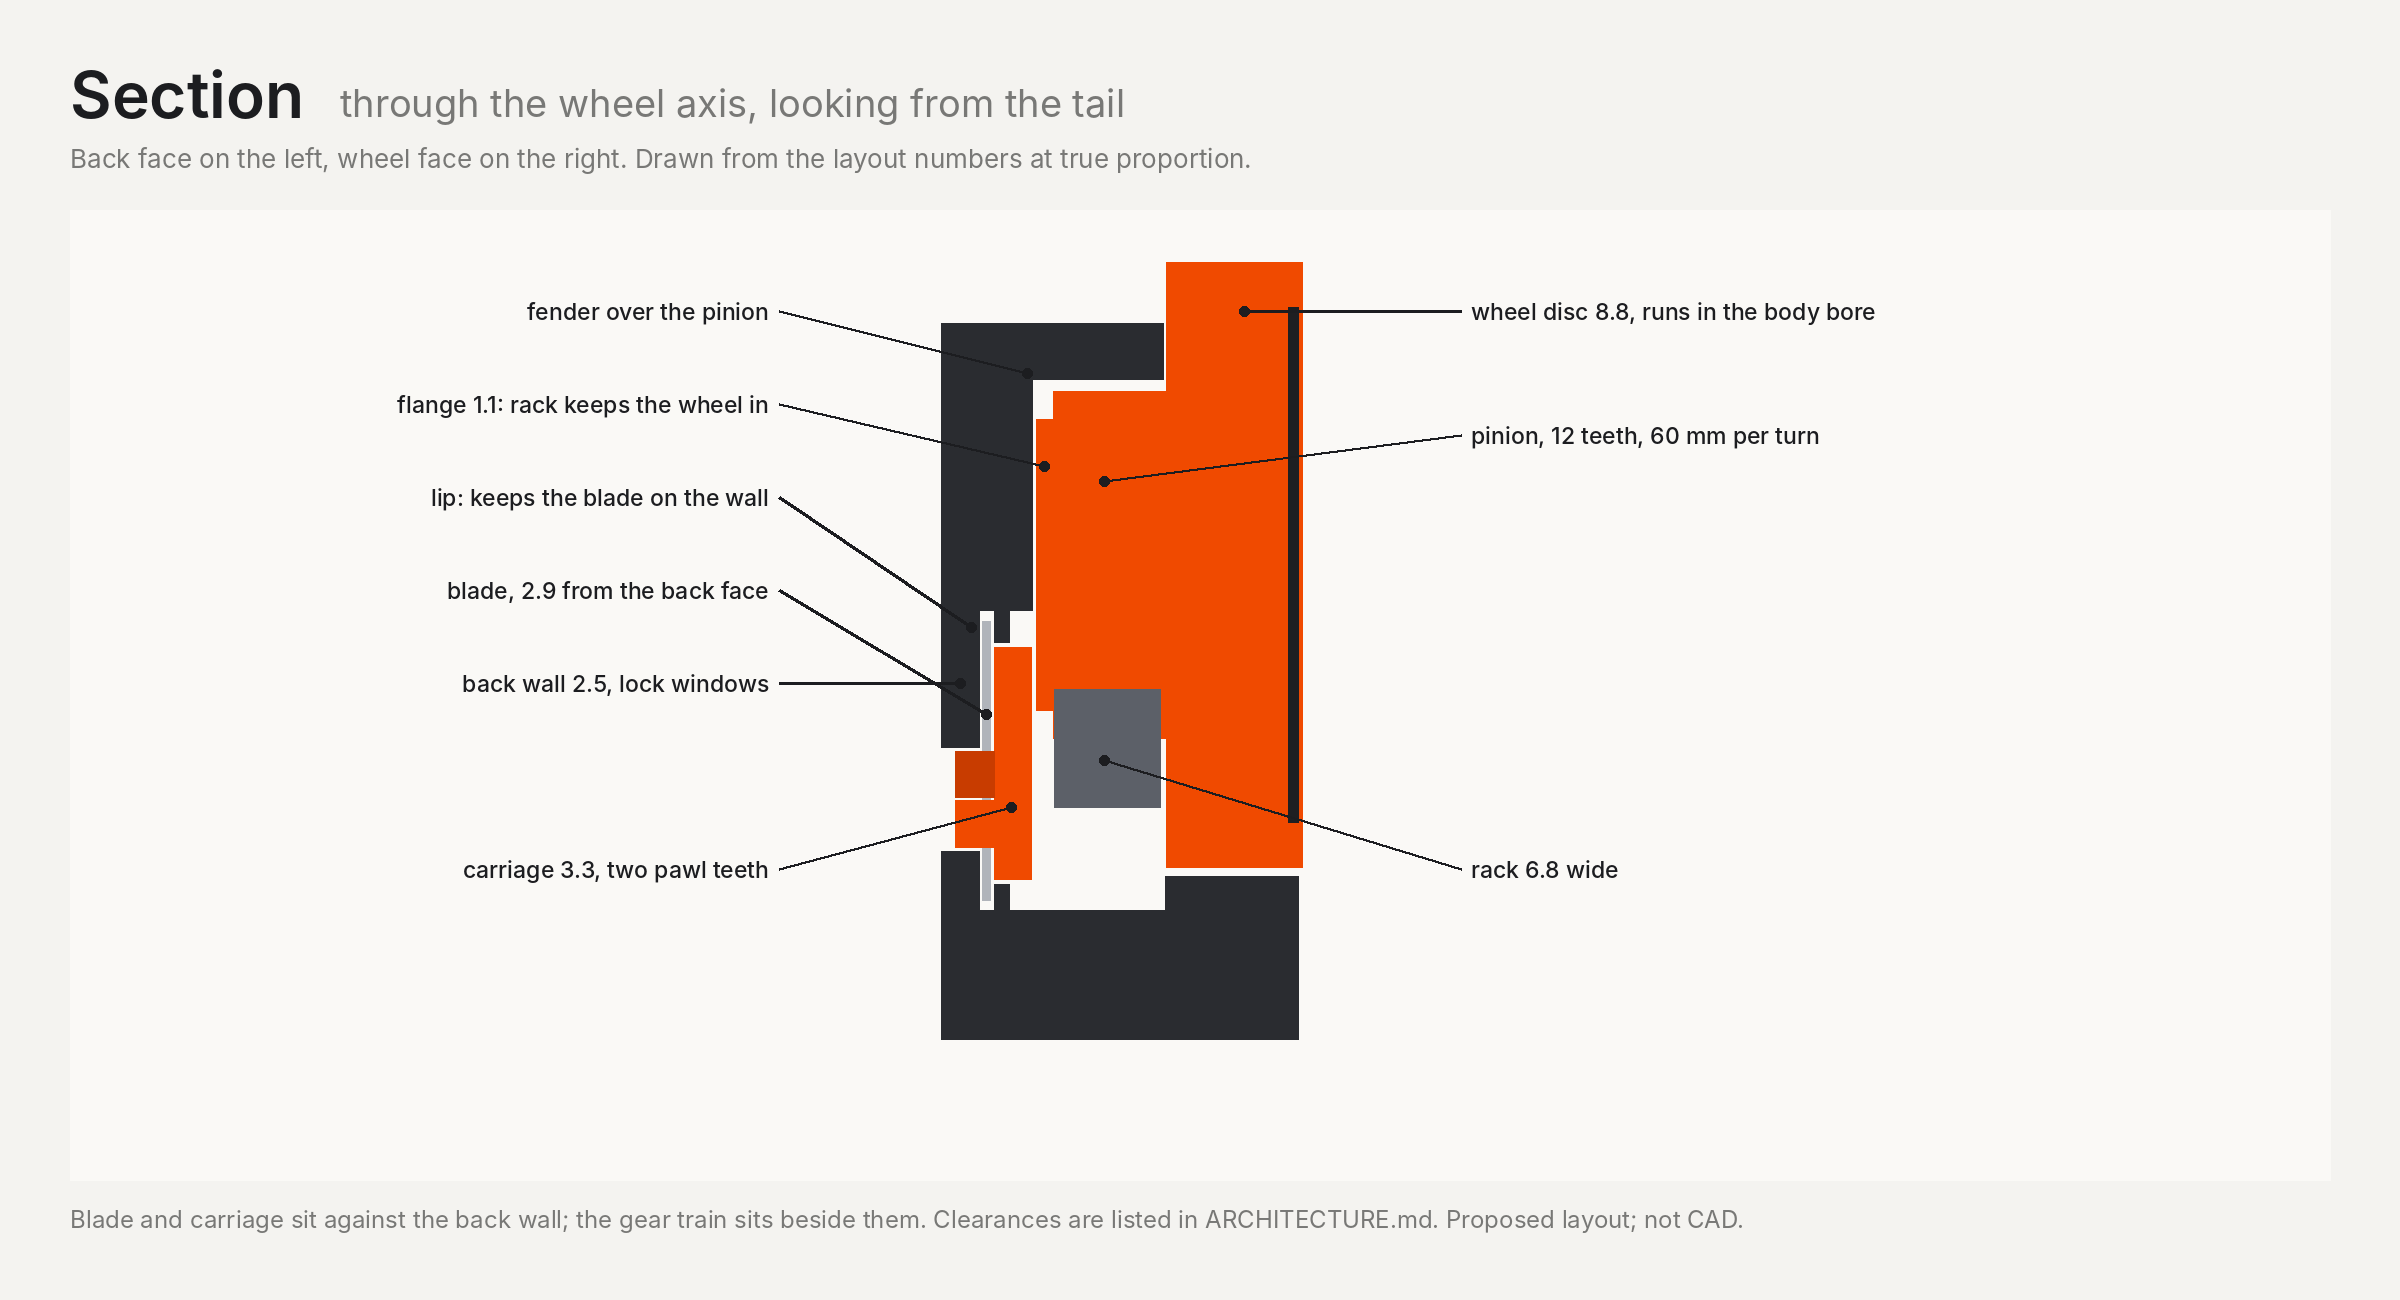 Section through the wheel axis, looking from the tail
Back face on the left, wheel face on the right. Drawn from the layout numbers at true proportion.
fender over the pinion
wheel disc 8.8, runs in the body bore
flange 1.1: rack keeps the wheel in
pinion, 12 teeth, 60 mm per turn
lip: keeps the blade on the wall
blade, 2.9 from the back face
back wall 2.5, lock windows
carriage 3.3, two pawl teeth
rack 6.8 wide
Blade and carriage sit against the back wall; the gear train sits beside them. Clearances are listed in ARCHITECTURE.md. Proposed layout; not CAD.